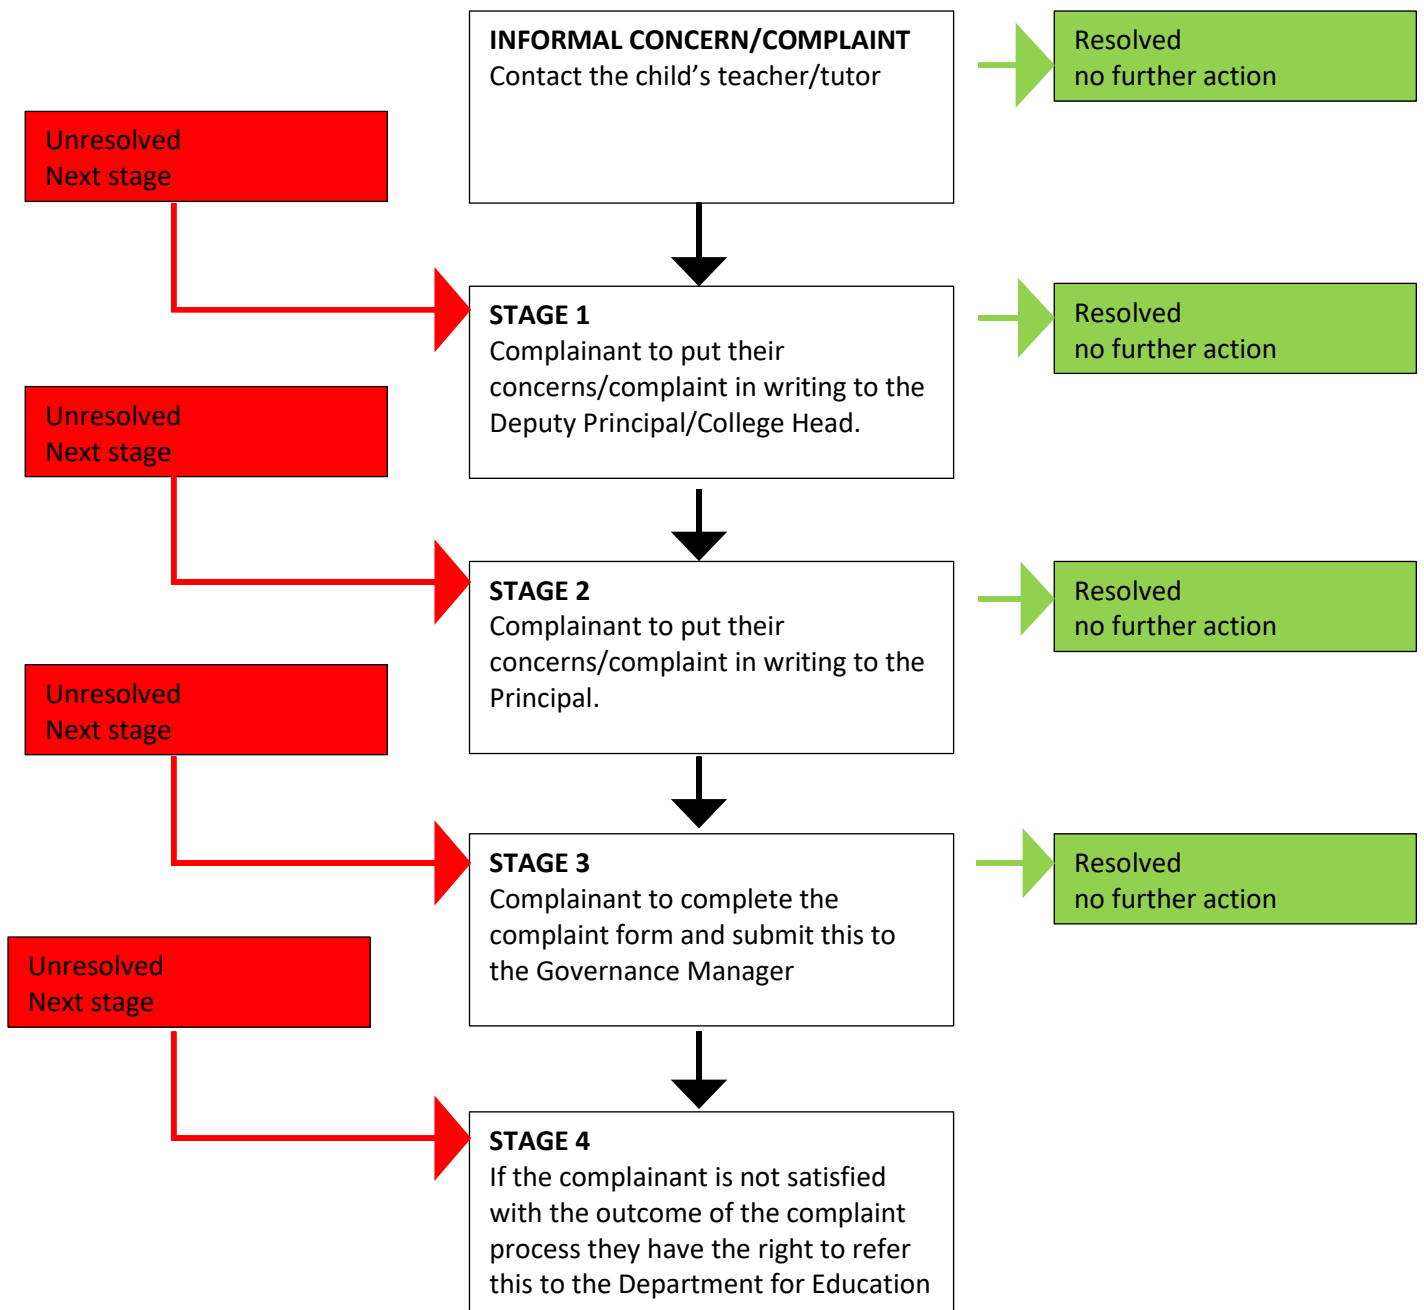 INFORMAL CONCERN/COMPLAINT
Contact the child’s teacher/tutor
Resolved
no further action
Unresolved
Next stage
STAGE 1
Complainant to put their
concerns/complaint in writing to the
Deputy Principal/College Head.
Resolved
no further action
Unresolved
Next stage
STAGE 2
Complainant to put their
concerns/complaint in writing to the
Principal.
Resolved
no further action
Unresolved
Next stage
STAGE 3
Complainant to complete the
complaint form and submit this to
the Governance Manager
Resolved
no further action
Unresolved
Next stage
STAGE 4
If the complainant is not satisfied
with the outcome of the complaint
process they have the right to refer
this to the Department for Education